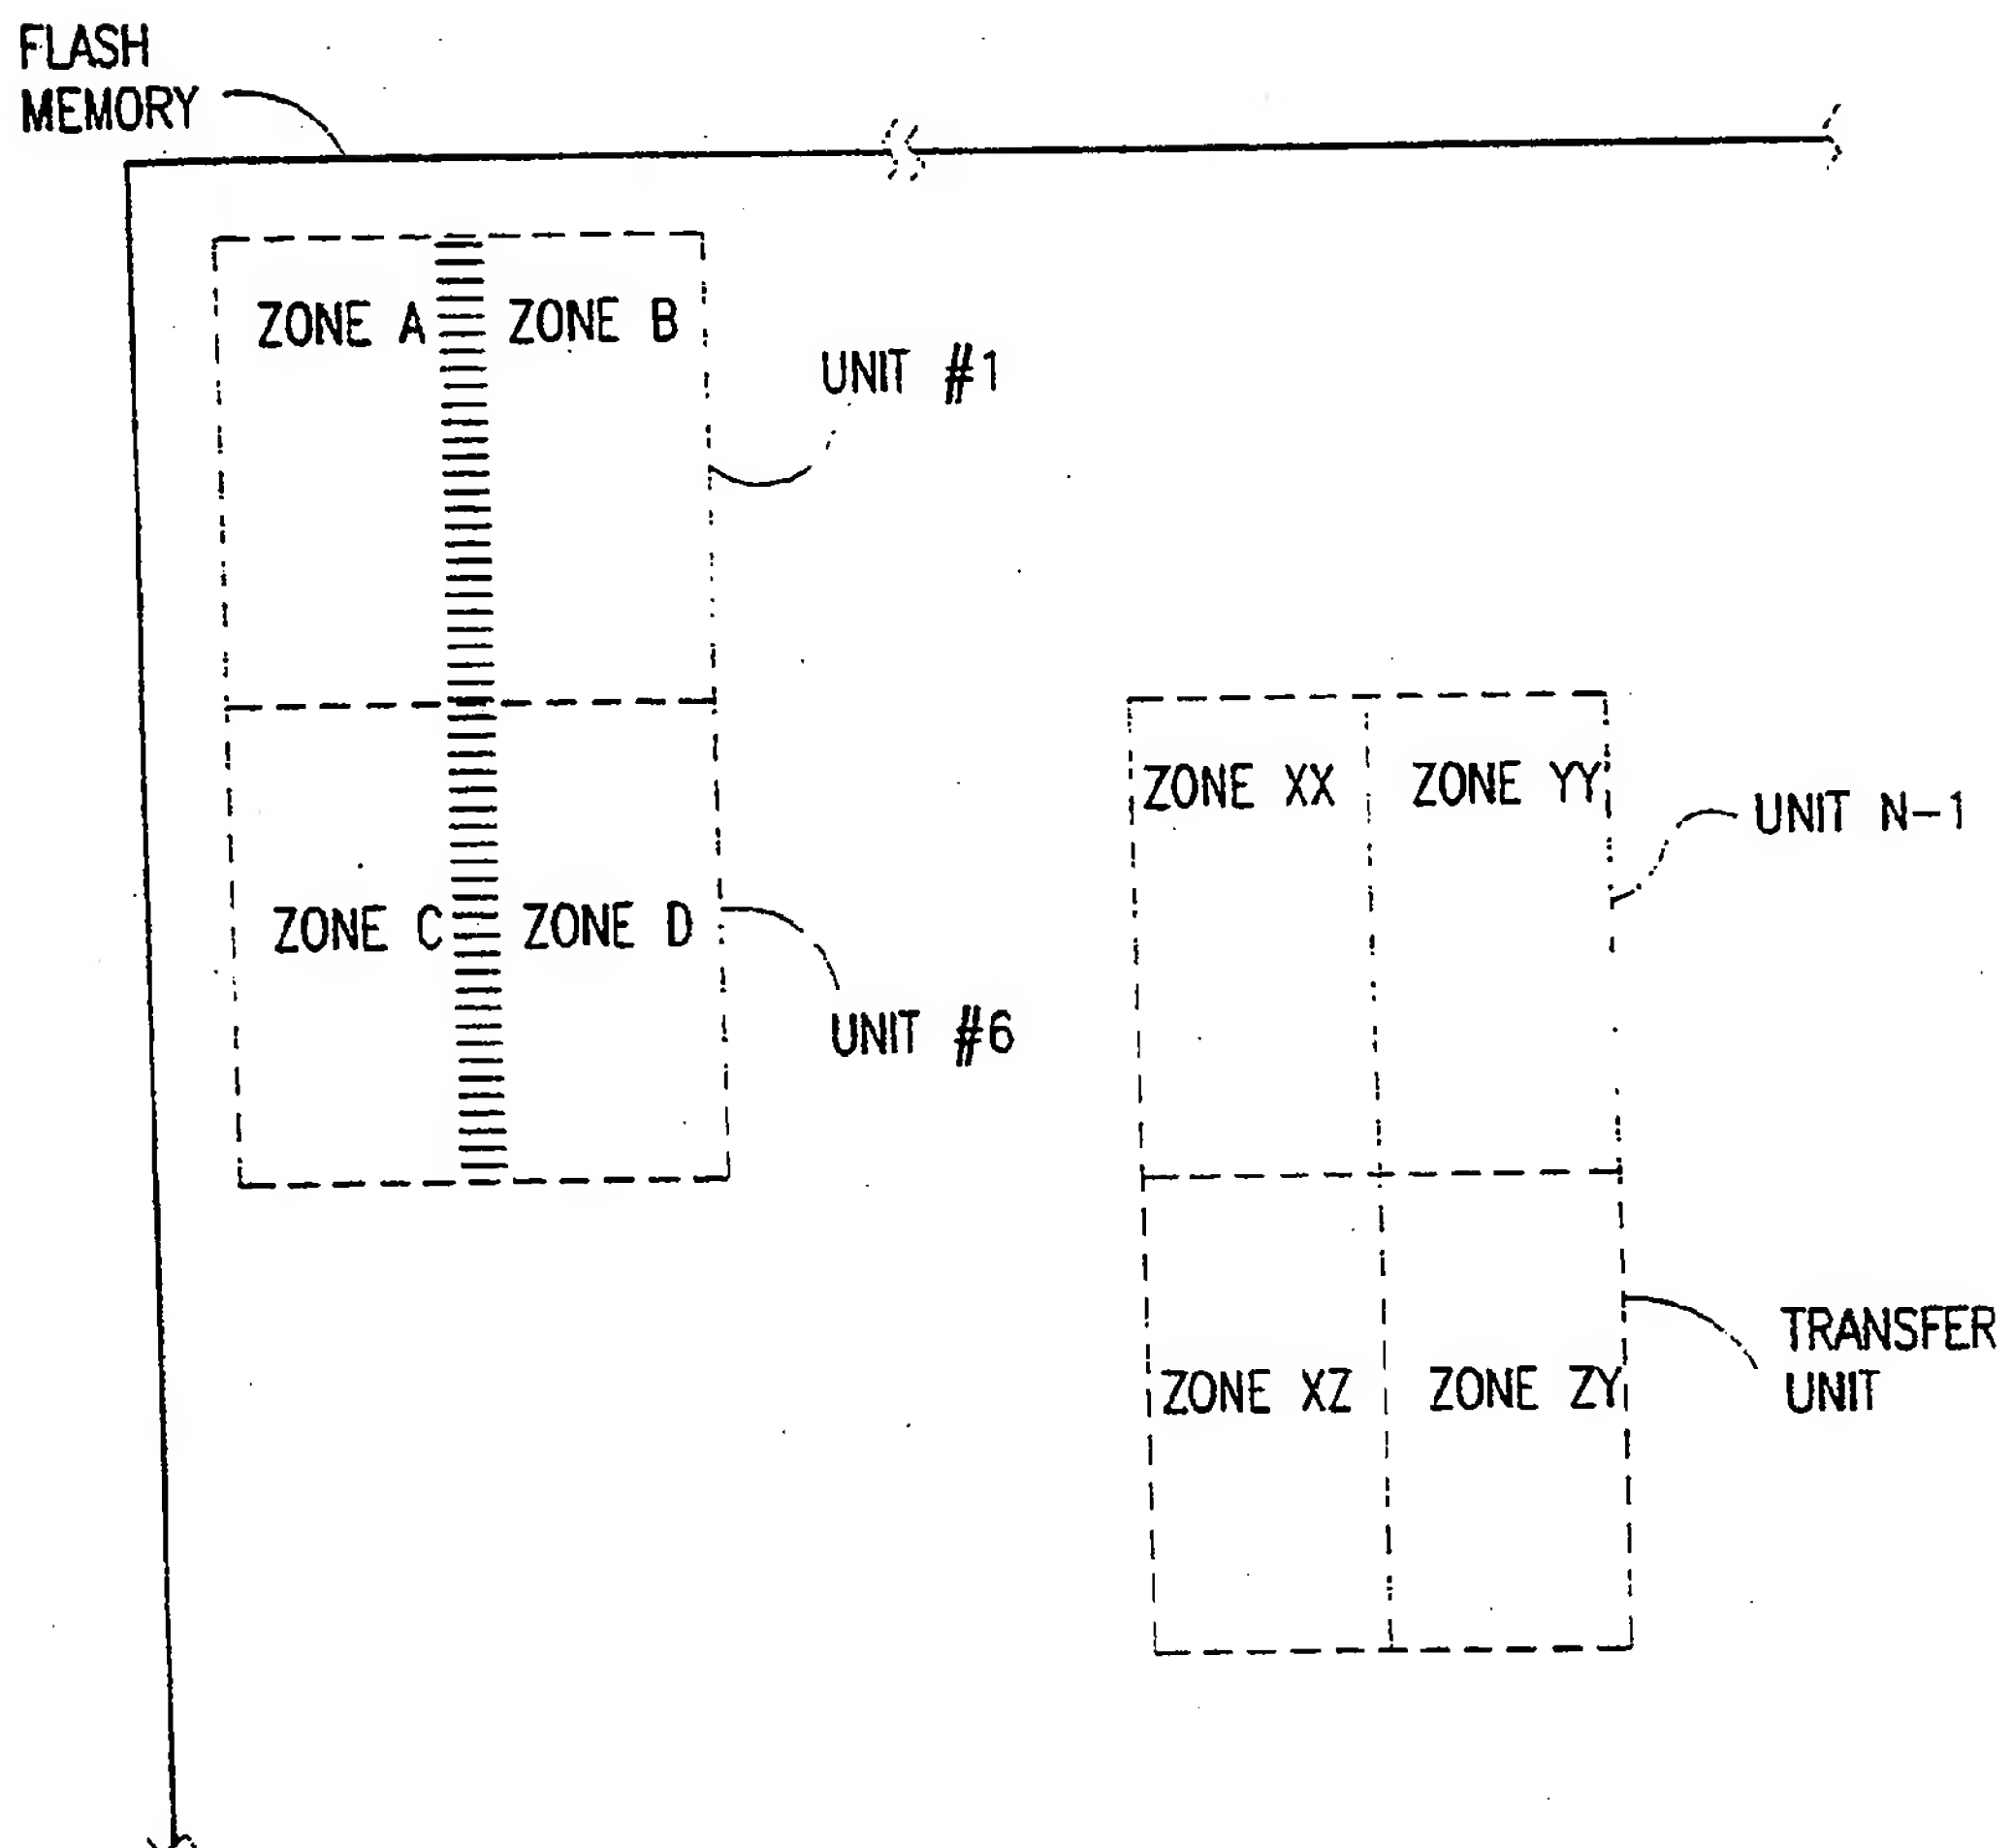 FLASH
MEMORY
ZONE A
ZONE B
UNIT #1
ZONE XX
ZONE YY
UNIT N-1
ZONE C
ZONE D
UNIT #6
TRANSFER
UNIT
ZONE XZ
ZONE ZY